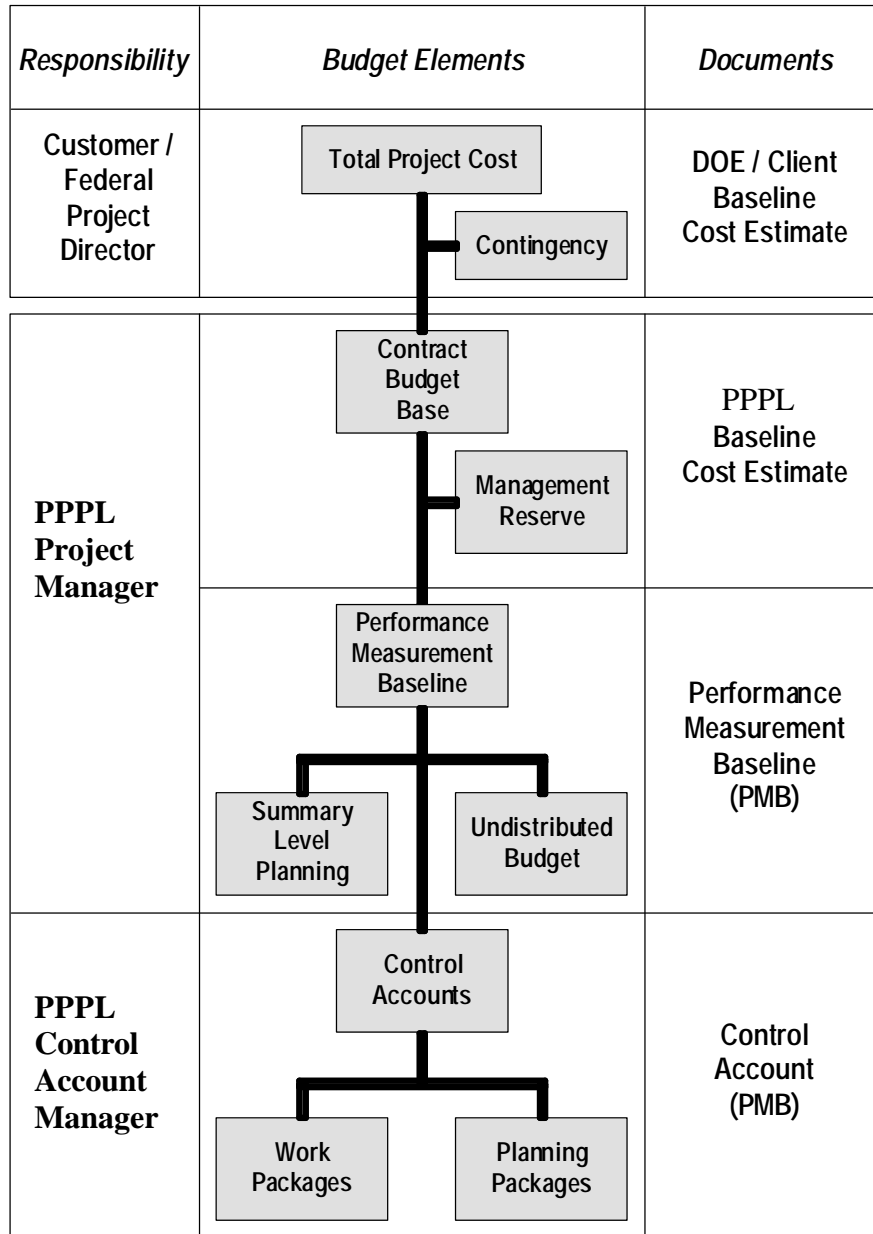 Responsibility
Budget Elements
Documents
Customer /
Federal
Project
Director
Total Project Cost
Contingency
DOE / Client
Baseline
Cost Estimate
PPPL
Project
Manager
Contract
Budget
Base
Management
Reserve
PPPL
Baseline
Cost Estimate
Performance
Measurement
Baseline
Summary
Level
Planning
Undistributed
Budget
Performance
Measurement
Baseline
(PMB)
PPPL
Control
Account
Manager
Control
Accounts
Work
Packages
Planning
Packages
Control
Account
(PMB)